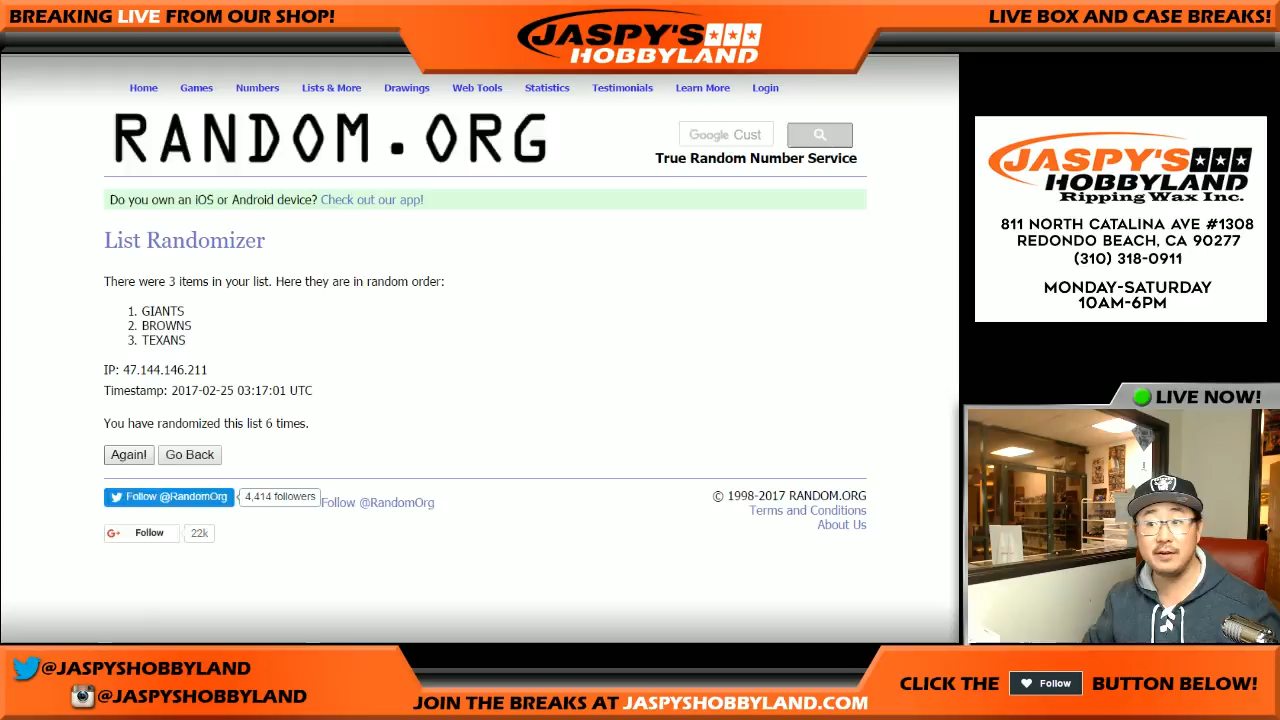 BREAKING LIVE FROM OUR SHOP!
JASPY'S
HOBBYLAND
LIVE BOX AND CASE BREAKS!
Home Games Numbers Lists & More Drawings Web Tools Statistics Testimonials Learn More Login
RANDOM.ORG
Google Cust
True Random Number Service
Do you own an iOS or Android device? Check out our app!
List Randomizer
There were 3 items in your list. Here they are in random order:
1. GIANTS
2. BROWNS
3. TEXANS
IP: 47.144.146.211
Timestamp: 2017-02-25 03:17:01 UTC
You have randomized this list 6 times.
Again! Go Back
Follow @RandomOrg 4,414 followers Follow @RandomOrg
G+ Follow 22k
© 1998-2017 RANDOM.ORG
Terms and Conditions
About Us
JASPY'S
HOBBYLAND
Ripping Wax Inc.
811 NORTH CATALINA AVE #1308
REDONDO BEACH, CA 90277
(310) 318-0911
MONDAY-SATURDAY
10AM-6PM
LIVE NOW!
@JASPYSHOBBYLAND
@JASPYSHOBBYLAND
JOIN THE BREAKS AT JASPYSHOBBYLAND.COM
CLICK THE Follow BUTTON BELOW!